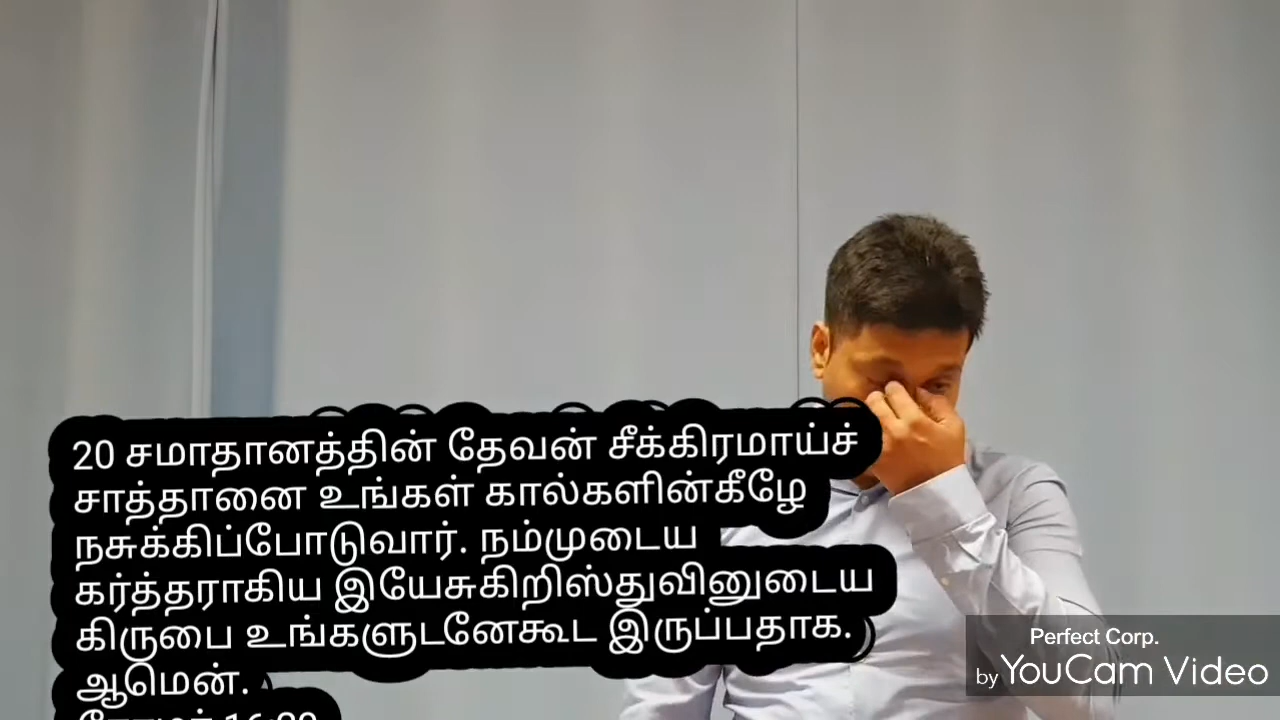 20 சமாதானத்தின் தேவன் சீக்கிரமாய்ச்
சாத்தானை உங்கள் கால்களின்கீழே
நசுக்கிப்போடுவார். நம்முடைய
கர்த்தராகிய இயேசுகிறிஸ்துவினுடைய
கிருபை உங்களுடனேகூட இருப்பதாக.
ஆமென்.
Perfect Corp.
by YouCam Video